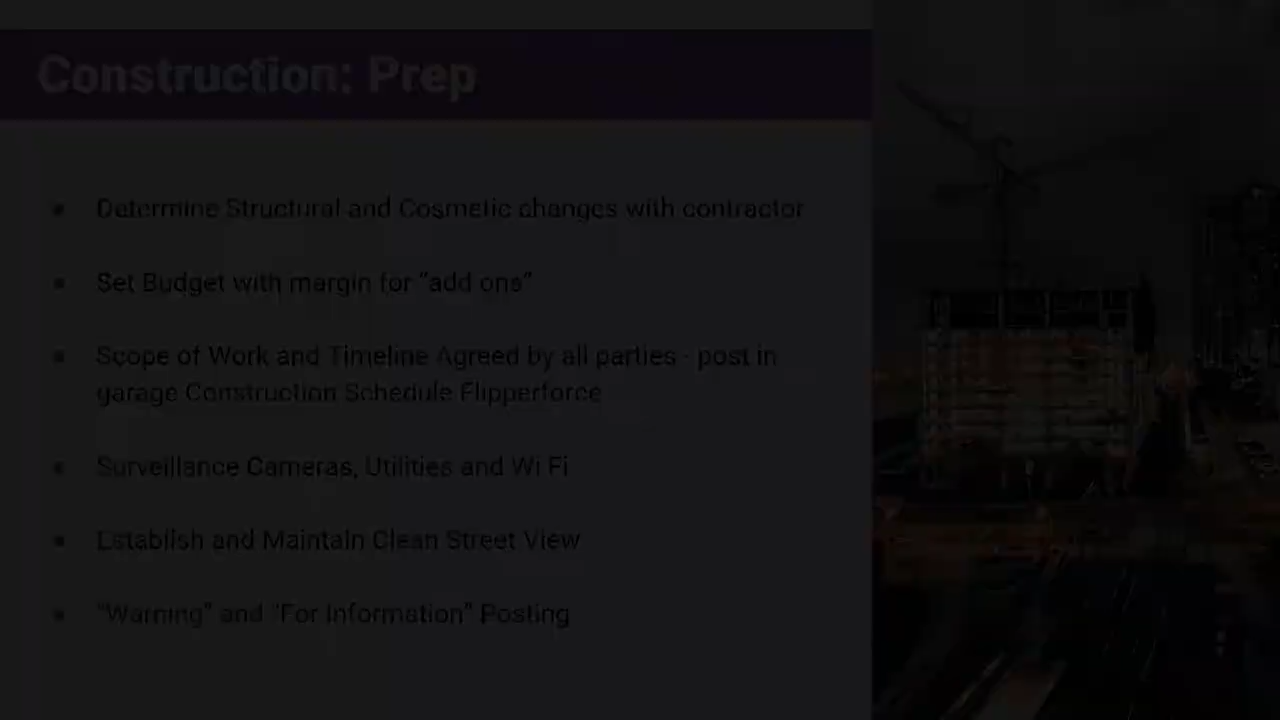 Construction: Prep
Determine Structural and Cosmetic changes with contractor
Set Budget with margin for “add ons”
Scope of Work and Timeline Agreed by all parties - post in
garage Construction Schedule Flipperforce
Surveillance Cameras, Utilities and Wi Fi
Establish and Maintain Clean Street View
“Warning” and “For Information” Posting